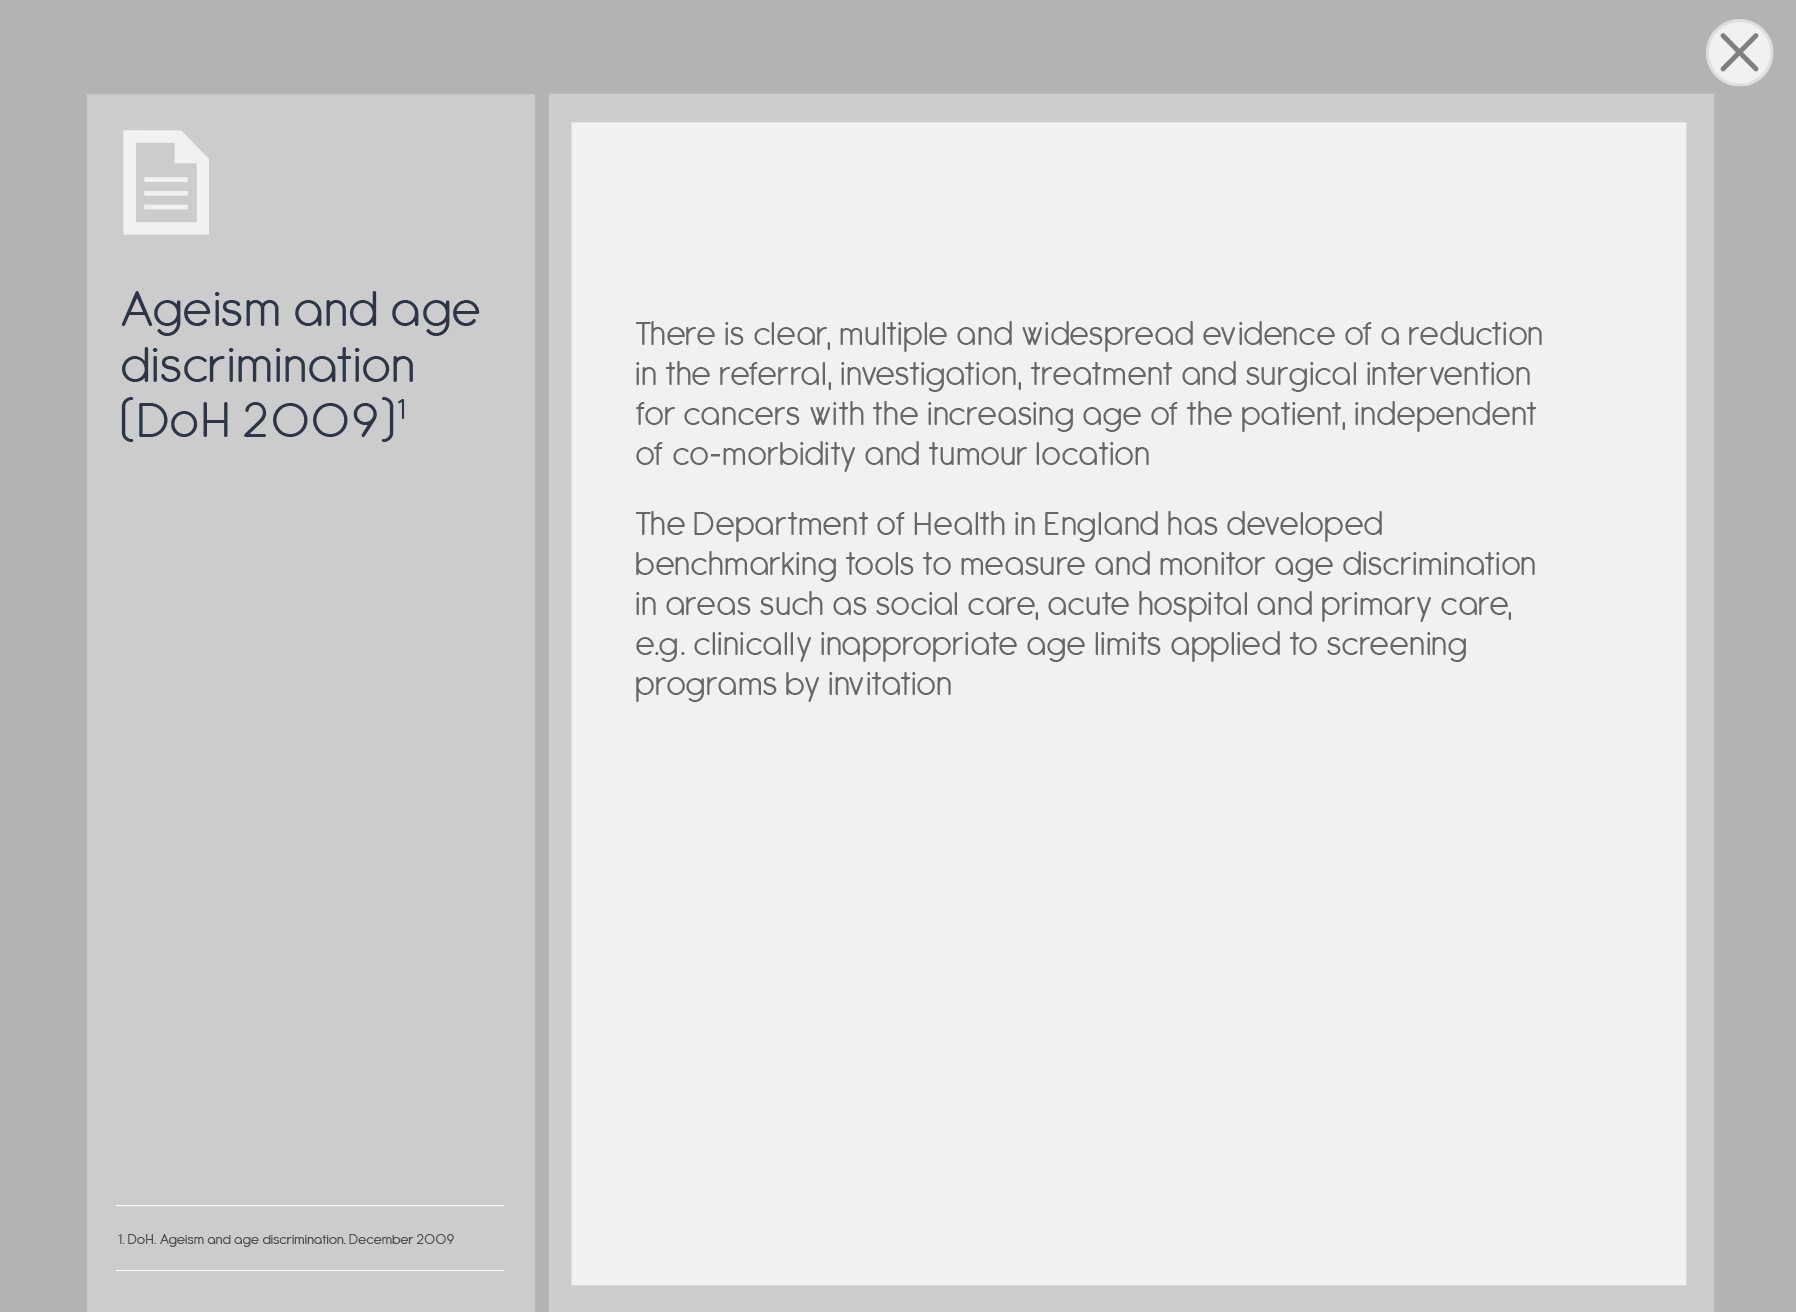 Ageism and age
discrimination
(DoH 2009)¹
1. DoH. Ageism and age discrimination. December 2009
There is clear, multiple and widespread evidence of a reduction
in the referral, investigation, treatment and surgical intervention
for cancers with the increasing age of the patient, independent
of co-morbidity and tumour location
The Department of Health in England has developed
benchmarking tools to measure and monitor age discrimination
in areas such as social care, acute hospital and primary care,
e.g. clinically inappropriate age limits applied to screening
programs by invitation